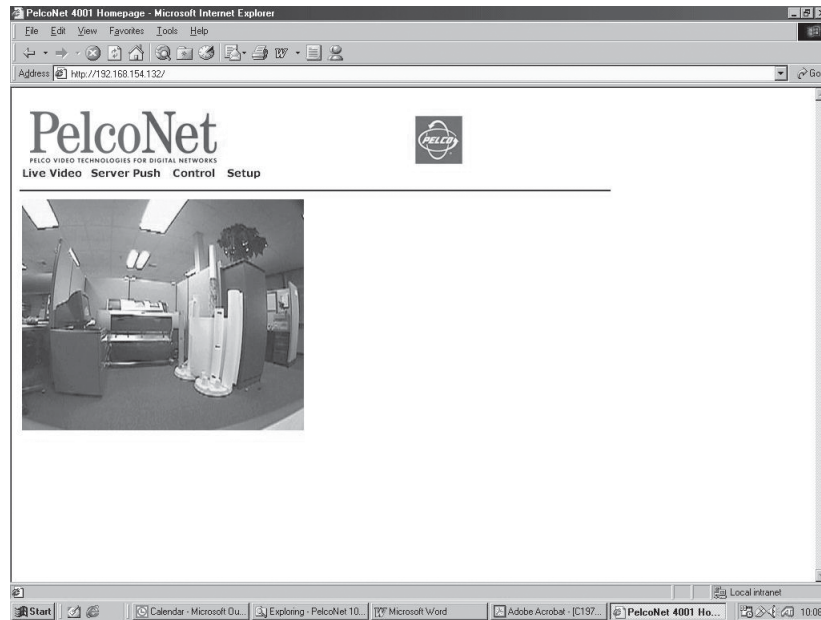 PelcoNet 4001 Homepage - Microsoft Internet Explorer
File Edit View Favorites Tools Help
Address http://192.168.154.132/ Go
PelcoNet
PELCO VIDEO TECHNOLOGIES FOR DIGITAL NETWORKS
PELCO
Live Video Server Push Control Setup
Local intranet
Start Calendar - Microsoft Ou... Exploring - PelcoNet 10... Microsoft Word Adobe Acrobat - [C197... PelcoNet 4001 Ho... 10:08